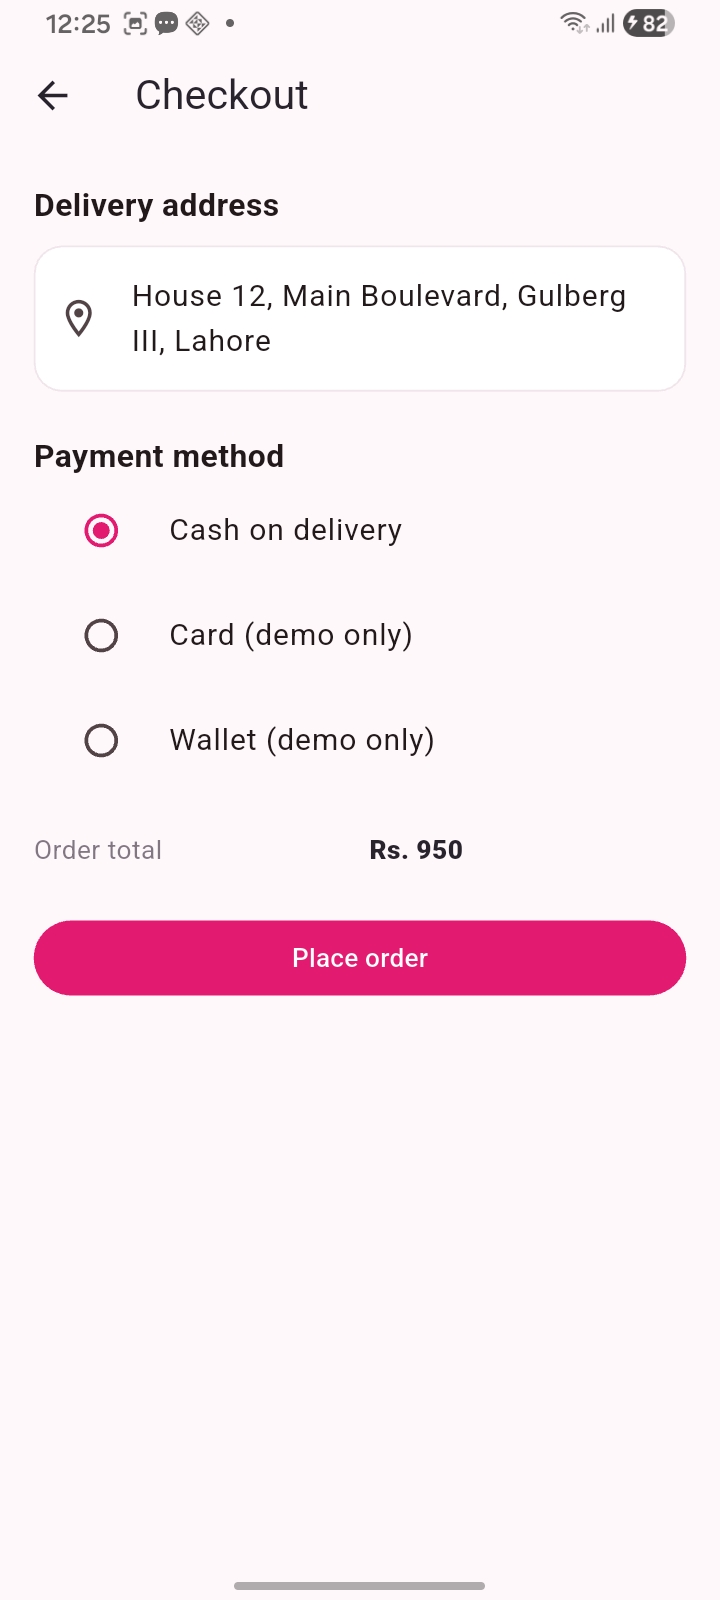 12:25
82
Checkout
Delivery address
House 12, Main Boulevard, Gulberg
III, Lahore
Payment method
Cash on delivery
Card (demo only)
Wallet (demo only)
Order total Rs. 950
Place order